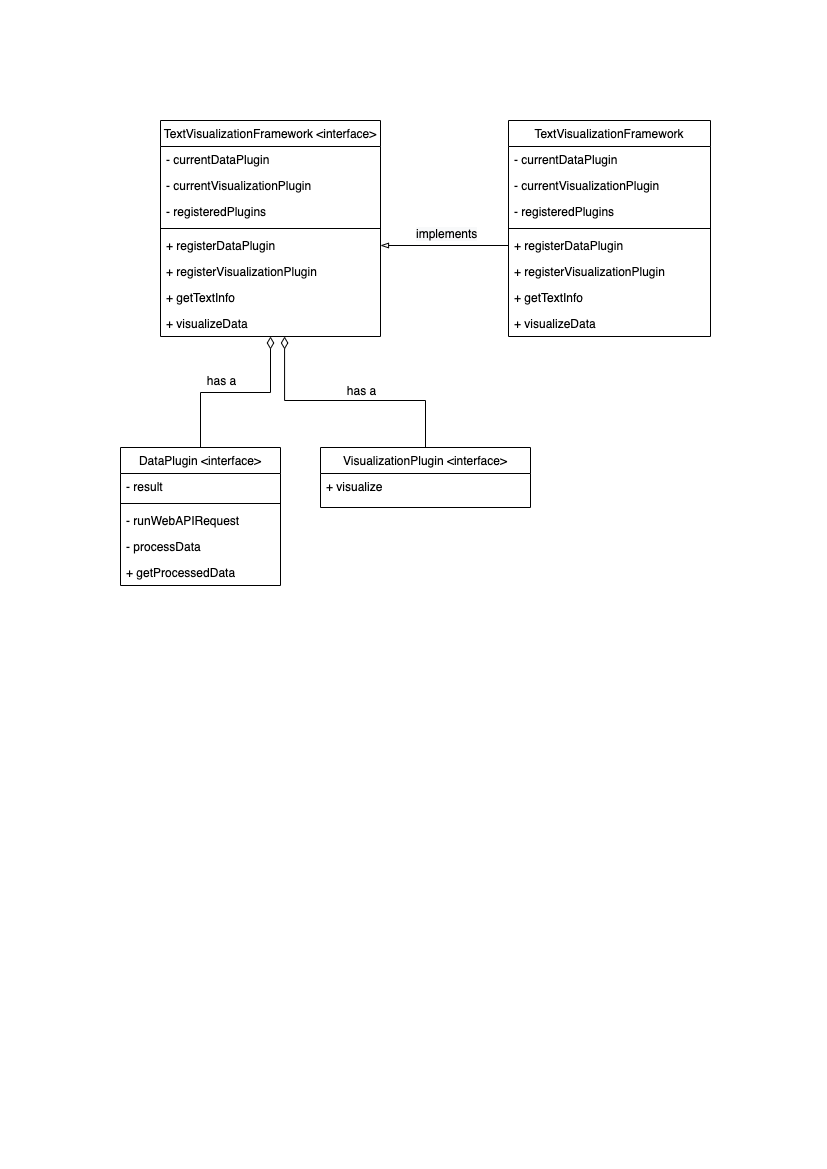 TextVisualizationFramework <interface>
- currentDataPlugin
- currentVisualizationPlugin
- registeredPlugins
+ registerDataPlugin
+ registerVisualizationPlugin
+ getTextInfo
+ visualizeData
implements
TextVisualizationFramework
- currentDataPlugin
- currentVisualizationPlugin
- registeredPlugins
+ registerDataPlugin
+ registerVisualizationPlugin
+ getTextInfo
+ visualizeData
has a
has a
DataPlugin <interface>
- result
- runWebAPIRequest
- processData
+ getProcessedData
VisualizationPlugin <interface>
+ visualize